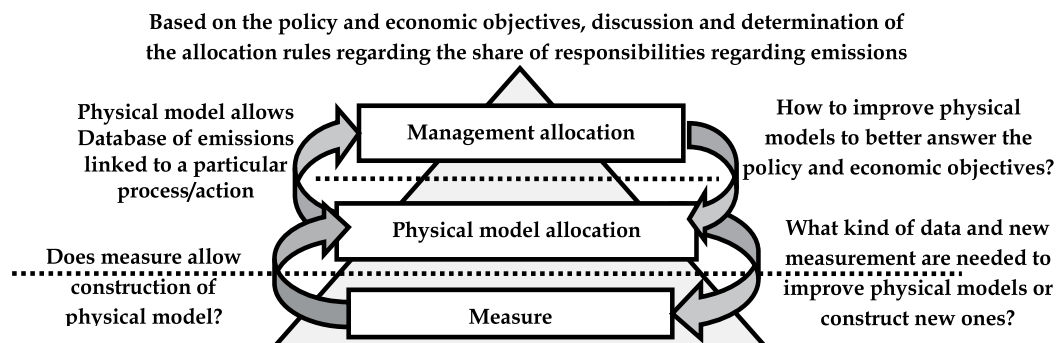 Based on the policy and economic objectives, discussion and determination of
the allocation rules regarding the share of responsibilities regarding emissions
Physical model allows
Database of emissions
linked to a particular
process/action
Management allocation
How to improve physical
models to better answer the
policy and economic objectives?
Physical model allocation
Does measure allow
construction of
physical model?
What kind of data and new
measurement are needed to
improve physical models or
construct new ones?
Measure